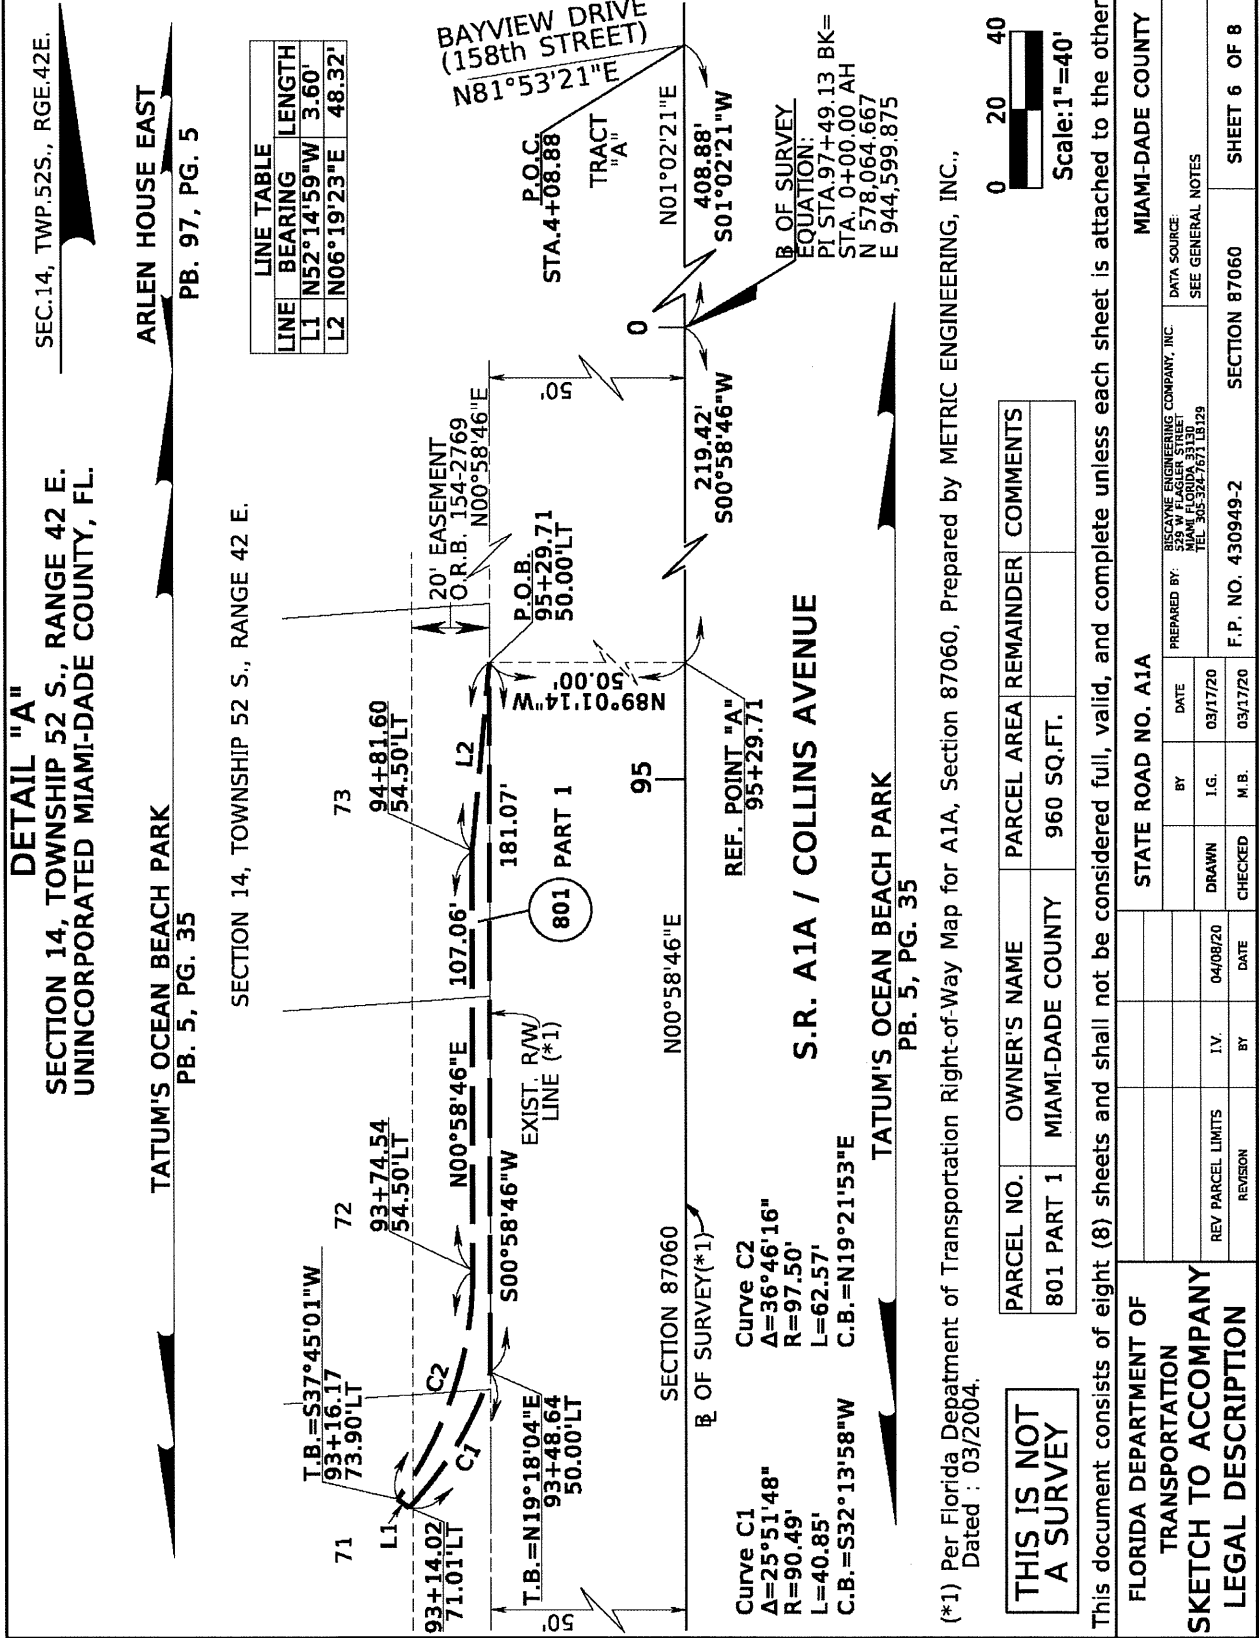 DETAIL "A"
SECTION 14, TOWNSHIP 52 S., RANGE 42 E.
UNINCORPORATED MIAMI-DADE COUNTY, FL.
SEC.14, TWP.52S., RGE.42E.
TATUM'S OCEAN BEACH PARK
PB. 5, PG. 35
ARLEN HOUSE EAST
PB. 97, PG. 5
SECTION 14, TOWNSHIP 52 S., RANGE 42 E.
LINE TABLE
LINE BEARING LENGTH
L1 N52°14'59"W 3.60'
L2 N06°19'23"E 48.32'
71
72
73
T.B.=S37°45'01"W
93+16.17
73.90'LT
93+74.54
54.50'LT
94+81.60
54.50'LT
L1
93+14.02
71.01'LT
C2
C1
N00°58'46"E
107.06'
L2
S00°58'46"W
181.07'
801
PART 1
EXIST. R/W
LINE (*1)
T.B.=N19°18'04"E
93+48.64
50.00'LT
50'
20' EASEMENT
O.R.B. 154-2769
N00°58'46"E
P.O.B.
95+29.71
50.00'LT
N89°01'14"W
50.00'
50'
BAYVIEW DRIVE
(158th STREET)
N81°53'21"E
P.O.C.
STA.4+08.88
TRACT
"A"
N01°02'21"E
408.88'
S01°02'21"W
0
219.42'
S00°58'46"W
B OF SURVEY
EQUATION:
PI STA.97+49.13 BK=
STA. 0+00.00 AH
N 578,064.667
E 944,599.875
SECTION 87060
B OF SURVEY(*1)
N00°58'46"E
95
REF. POINT "A"
95+29.71
S.R. A1A / COLLINS AVENUE
Curve C1
Δ=25°51'48"
R=90.49'
L=40.85'
C.B.=S32°13'58"W
Curve C2
Δ=36°46'16"
R=97.50'
L=62.57'
C.B.=N19°21'53"E
TATUM'S OCEAN BEACH PARK
PB. 5, PG. 35
(*1) Per Florida Depatment of Transportation Right-of-Way Map for A1A, Section 87060, Prepared by METRIC ENGINEERING, INC.,
Dated : 03/2004.
0 20 40
Scale:1"=40'
THIS IS NOT
A SURVEY
PARCEL NO. OWNER'S NAME PARCEL AREA REMAINDER COMMENTS
801 PART 1 MIAMI-DADE COUNTY 960 SQ.FT.
This document consists of eight (8) sheets and shall not be considered full, valid, and complete unless each sheet is attached to the other
FLORIDA DEPARTMENT OF
TRANSPORTATION
SKETCH TO ACCOMPANY
LEGAL DESCRIPTION
STATE ROAD NO. A1A
MIAMI-DADE COUNTY
REV PARCEL LIMITS I.V. 04/08/20
REVISION BY DATE
BY DATE
DRAWN I.G. 03/17/20
CHECKED M.B. 03/17/20
PREPARED BY:
BISCAYNE ENGINEERING COMPANY, INC.
529 W FLAGLER STREET
MIAMI FLORIDA 33130
TEL 305-324-7671 LB129
DATA SOURCE:
SEE GENERAL NOTES
F.P. NO. 430949-2
SECTION 87060
SHEET 6 OF 8